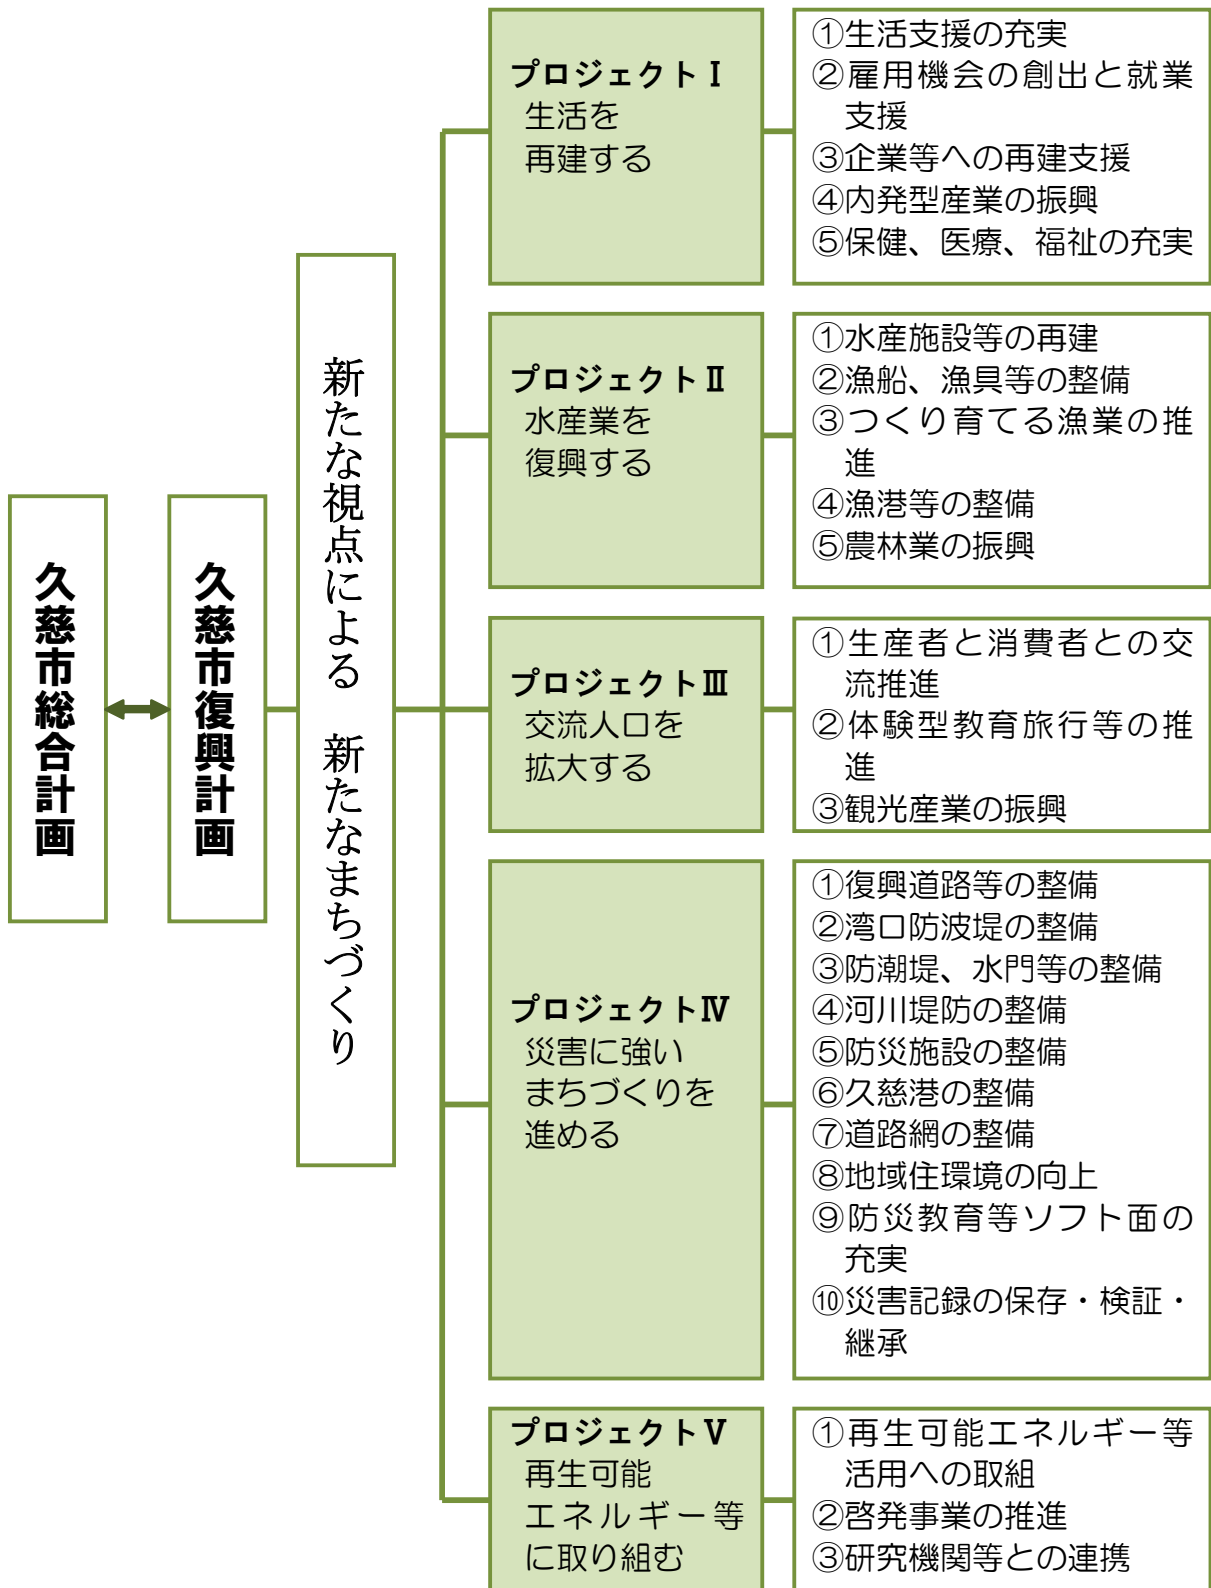 久慈市総合計画
久慈市復興計画
新たな視点による　新たなまちづくり
プロジェクトⅠ
生活を
再建する
①生活支援の充実
②雇用機会の創出と就業
支援
③企業等への再建支援
④内発型産業の振興
⑤保健、医療、福祉の充実
プロジェクトⅡ
水産業を
復興する
①水産施設等の再建
②漁船、漁具等の整備
③つくり育てる漁業の推
進
④漁港等の整備
⑤農林業の振興
プロジェクトⅢ
交流人口を
拡大する
①生産者と消費者との交
流推進
②体験型教育旅行等の推
進
③観光産業の振興
プロジェクトⅣ
災害に強い
まちづくりを
進める
①復興道路等の整備
②湾口防波堤の整備
③防潮堤、水門等の整備
④河川堤防の整備
⑤防災施設の整備
⑥久慈港の整備
⑦道路網の整備
⑧地域住環境の向上
⑨防災教育等ソフト面の
充実
⑩災害記録の保存・検証・
継承
プロジェクトⅤ
再生可能
エネルギー等
に取り組む
①再生可能エネルギー等
活用への取組
②啓発事業の推進
③研究機関等との連携